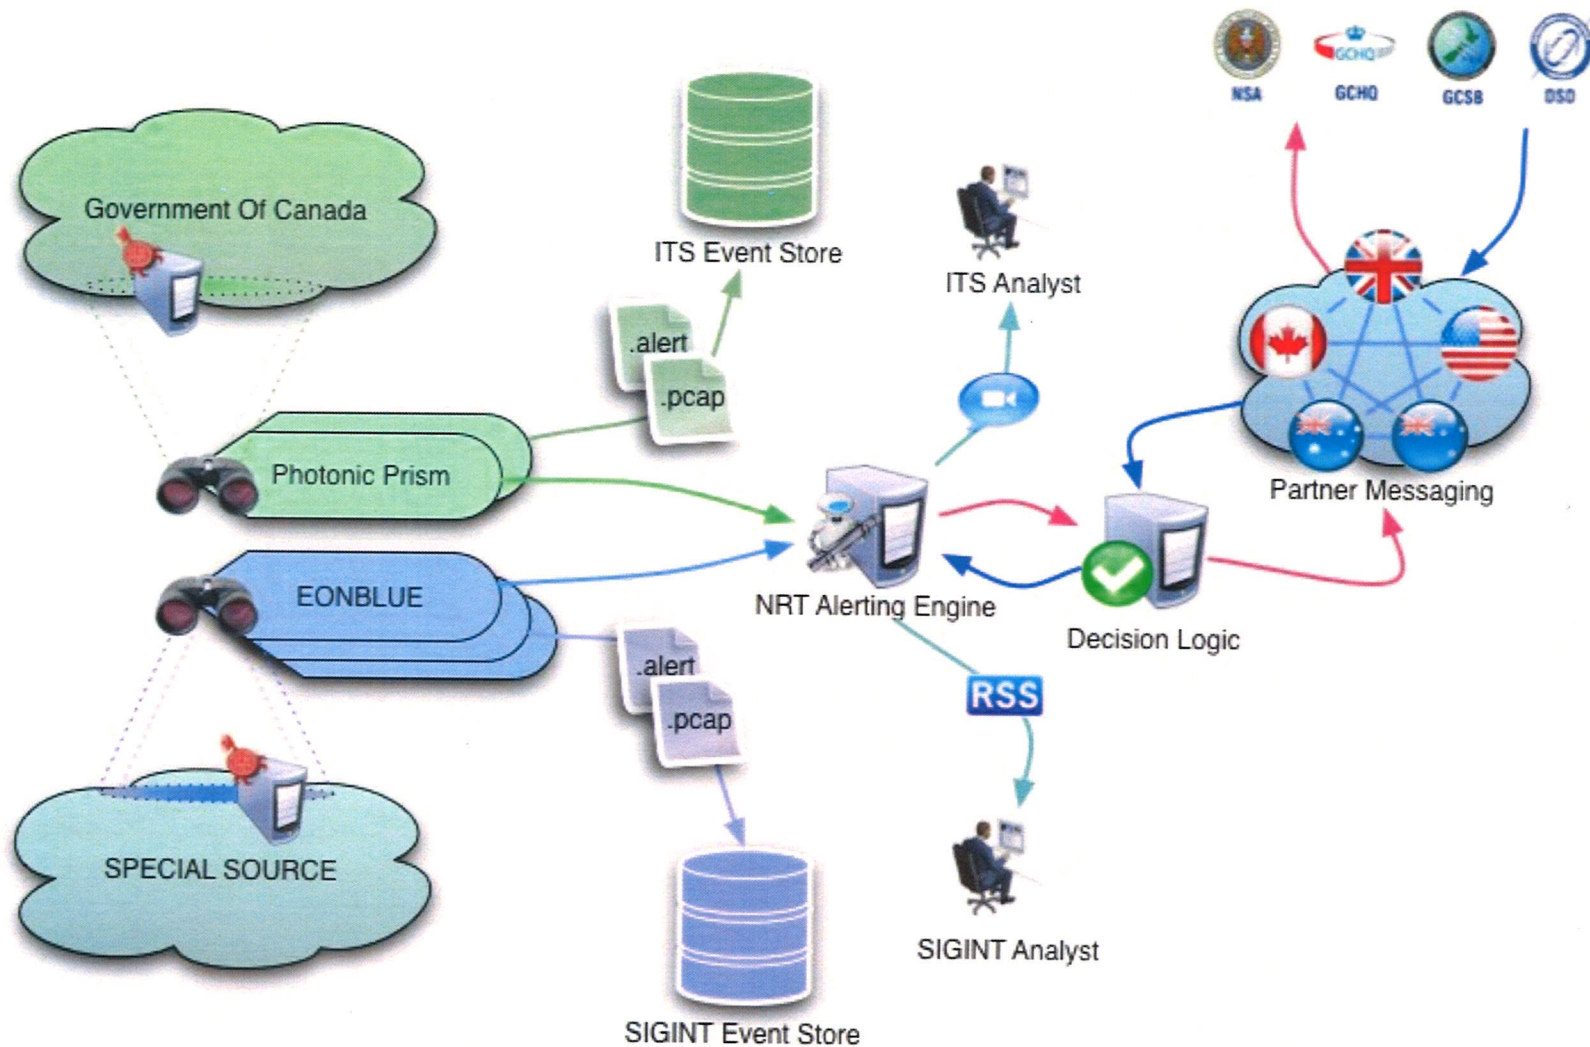 NSA
GCHQ
GCHQ
GCSB
DSD
Government Of Canada
ITS Event Store
ITS Analyst
.alert
.pcap
Photonic Prism
Partner Messaging
EONBLUE
NRT Alerting Engine
Decision Logic
.alert
.pcap
RSS
SPECIAL SOURCE
SIGINT Analyst
SIGINT Event Store